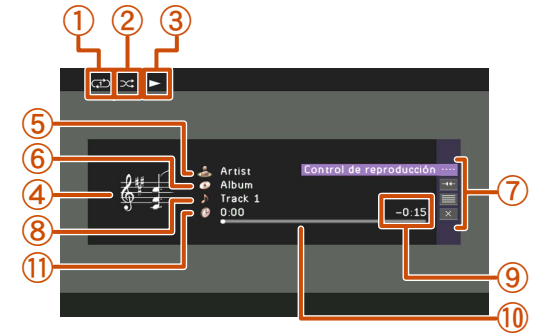 ① ② ③
⑤ Artist Control de reproducción
⑥ Album
④ ⑦
⑧ Track 1
⑪ 0:00 -0:15
⑨
⑩